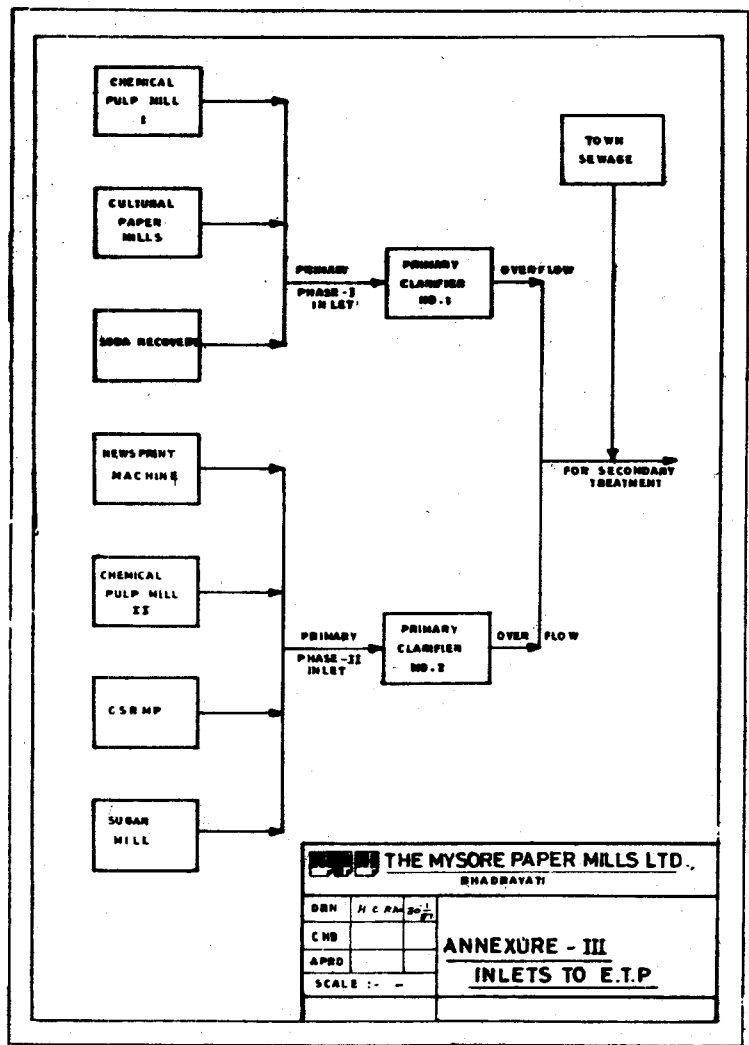 CHEMICAL
PULP MILL
I
CULTURAL
PAPER
MILLS
SODA RECOVERY
NEWSPRINT
MACHINE
CHEMICAL
PULP MILL
II
CSRMP
SUGAR
MILL
PRIMARY
PHASE-I
INLET
PRIMARY
CLARIFIER
NO.1
OVERFLOW
TOWN
SEWAGE
FOR SECONDARY
TREATMENT
PRIMARY
PHASE-II
INLET
PRIMARY
CLARIFIER
NO.2
OVER FLOW
THE MYSORE PAPER MILLS LTD.,
BHADRAVATI
DRN
CHD
APRD
SCALE :- -
ANNEXURE - III
INLETS TO E.T.P